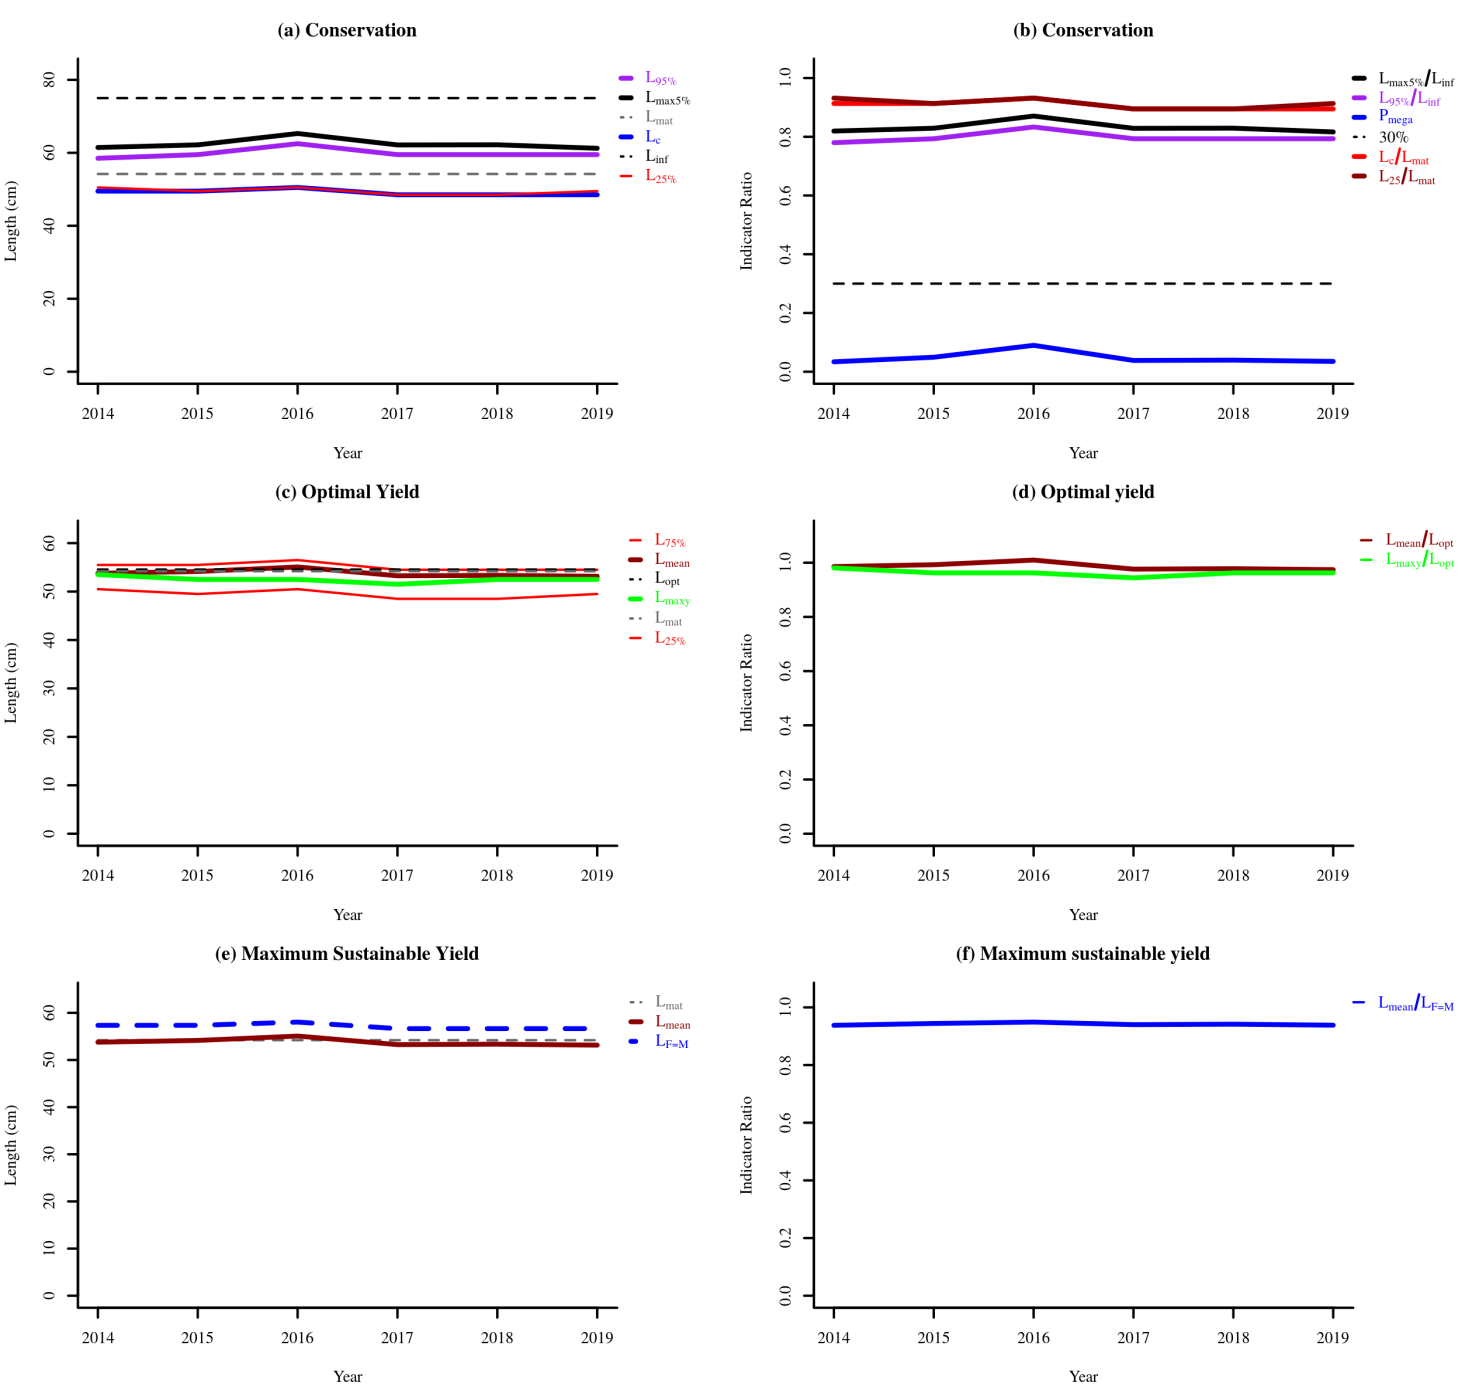 (a) Conservation
80
60
40
20
0
Length (cm)
2014 2015 2016 2017 2018 2019
Year
L95%
Lmax5%
Lmat
Lc
Linf
L25%
(b) Conservation
1.0
0.8
0.6
0.4
0.2
0.0
Indicator Ratio
2014 2015 2016 2017 2018 2019
Year
Lmax5%/Linf
L95%/Linf
Pmega
30%
Lc/Lmat
L25/Lmat
(c) Optimal Yield
60
50
40
30
20
10
0
Length (cm)
2014 2015 2016 2017 2018 2019
Year
L75%
Lmean
Lopt
Lmaxy
Lmat
L25%
(d) Optimal yield
1.0
0.8
0.6
0.4
0.2
0.0
Indicator Ratio
2014 2015 2016 2017 2018 2019
Year
Lmean/Lopt
Lmaxy/Lopt
(e) Maximum Sustainable Yield
60
50
40
30
20
10
0
Length (cm)
2014 2015 2016 2017 2018 2019
Year
Lmat
Lmean
LF=M
(f) Maximum sustainable yield
1.0
0.8
0.6
0.4
0.2
0.0
Indicator Ratio
2014 2015 2016 2017 2018 2019
Year
Lmean/LF=M